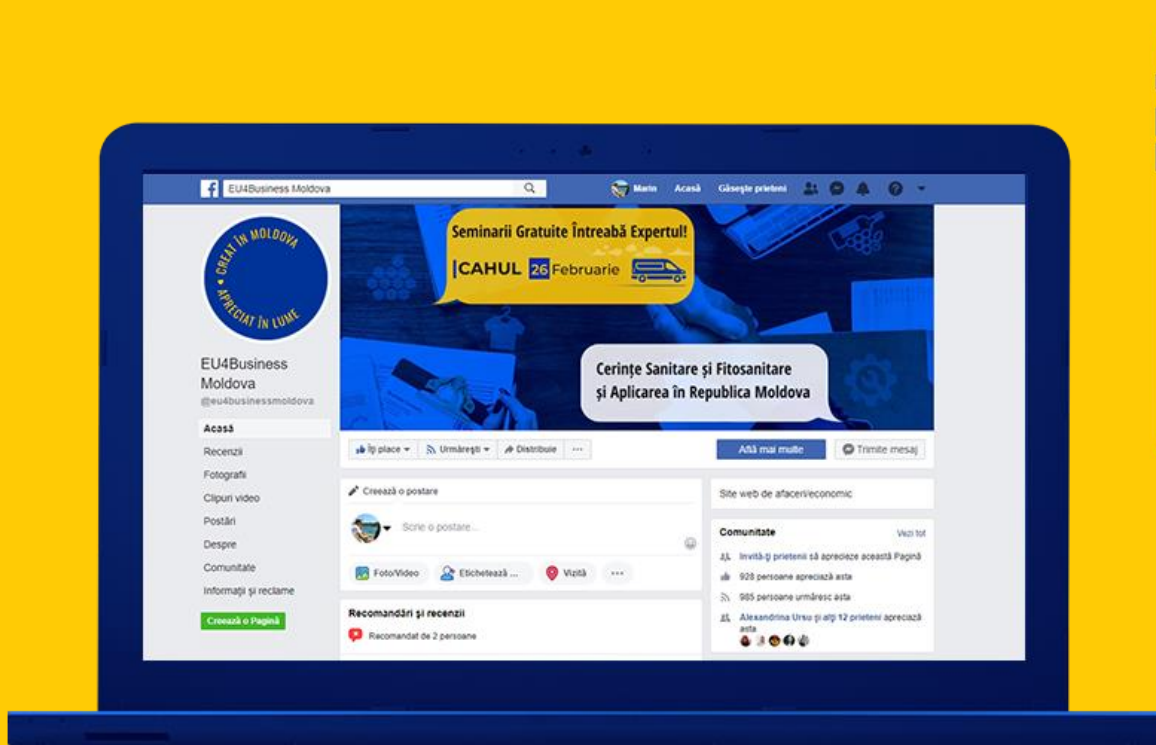 EU4Business Moldova
Marin Acasă Găsește prieteni
CREAT ÎN MOLDOVA • APRECIAT ÎN LUME •
Seminarii Gratuite Întreabă Expertul!
CAHUL 26 Februarie
Cerințe Sanitare și Fitosanitare
și Aplicarea în Republica Moldova
EU4Business
Moldova
@eu4businessmoldova
Acasă
Recenzii
Fotografii
Clipuri video
Postări
Despre
Comunitate
Informații și reclame
Creează o Pagină
Îți place
Urmărești
Distribuie
Află mai multe
Trimite mesaj
Creează o postare
Scrie o postare...
Foto/Video
Etichetează ...
Vizită
Recomandări și recenzii
Recomandat de 2 persoane
Site web de afaceri/economic
Comunitate
Vezi tot
Invită-ți prietenii să aprecieze această Pagină
928 persoane apreciază asta
985 persoane urmăresc asta
Alexandrina Ursu și alți 12 prieteni apreciază
asta